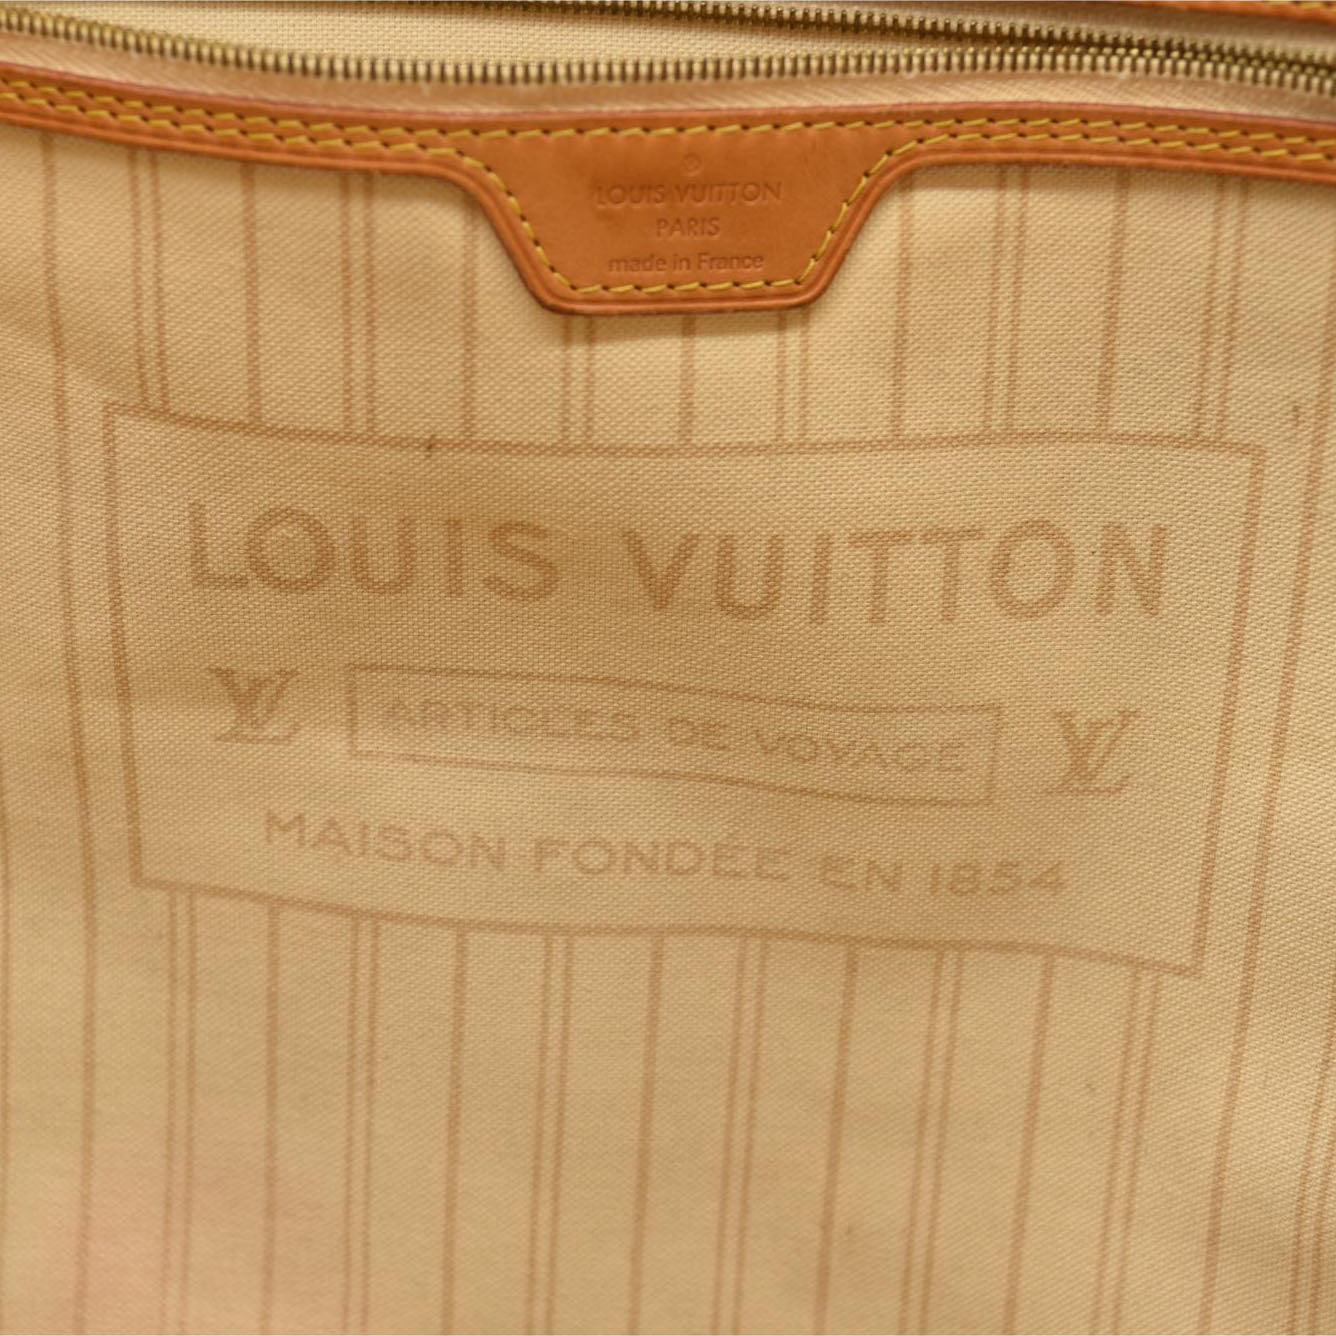 LOUIS VUITTON
PARIS
made in France
LOUIS VUITTON
LV ARTICLES DE VOYAGE LV
MAISON FONDÉE EN 1854